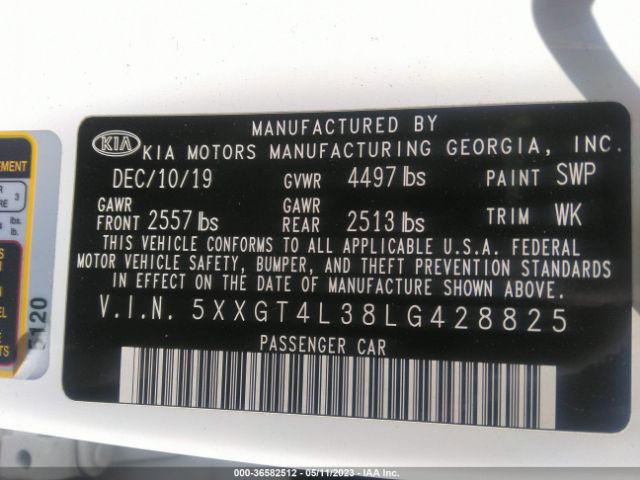 MANUFACTURED BY
KIA KIA MOTORS MANUFACTURING GEORGIA, INC.
DEC/10/19 GVWR 4497 lbs PAINT SWP
GAWR FRONT 2557 lbs GAWR REAR 2513 lbs TRIM WK
THIS VEHICLE CONFORMS TO ALL APPLICABLE U.S.A. FEDERAL
MOTOR VEHICLE SAFETY, BUMPER, AND THEFT PREVENTION STANDARDS
IN EFFECT ON THE DATE OF MANUFACTURE SHOWN ABOVE.
V.I.N. 5XXGT4L38LG428825
PASSENGER CAR
3
lbs.
5120
000-36582512 - 05/11/2023 - IAA Inc.